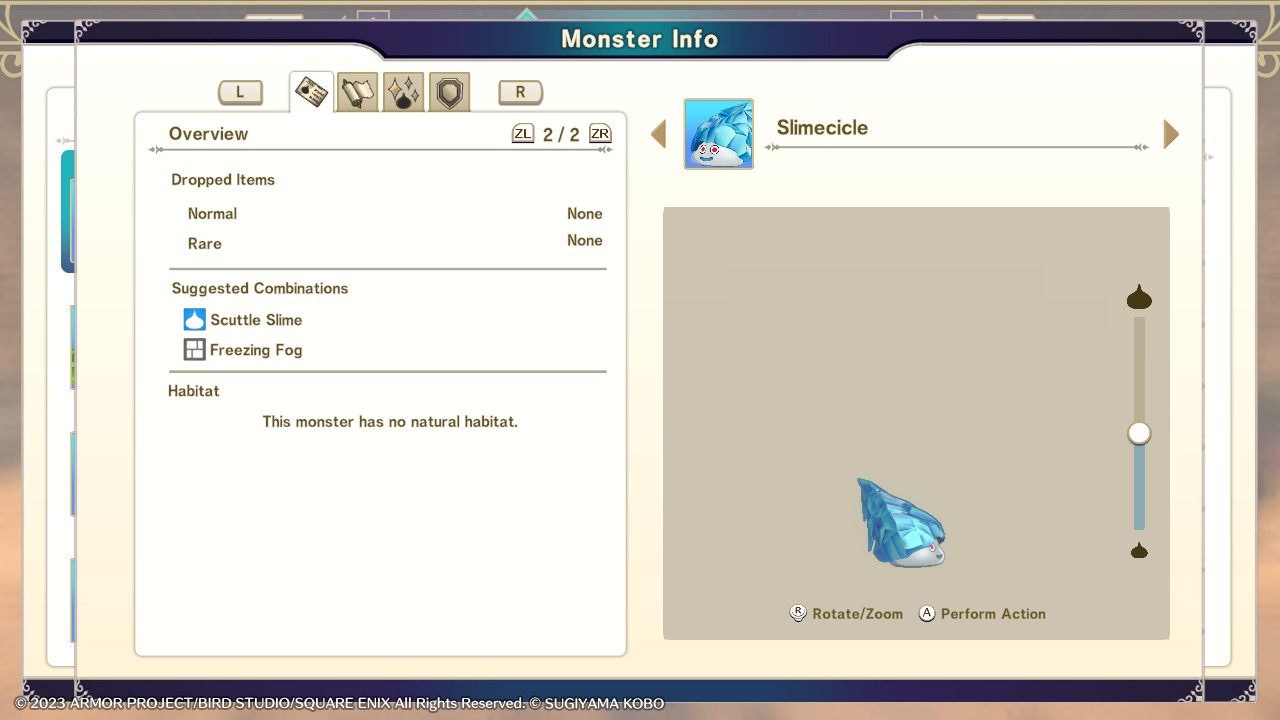 Monster Info
L
R
Overview
ZL 2 / 2 ZR
Dropped Items
Normal None
Rare None
Suggested Combinations
Scuttle Slime
Freezing Fog
Habitat
This monster has no natural habitat.
Slimecicle
R Rotate/Zoom A Perform Action
© 2023 ARMOR PROJECT/BIRD STUDIO/SQUARE ENIX All Rights Reserved. © SUGIYAMA KOBO